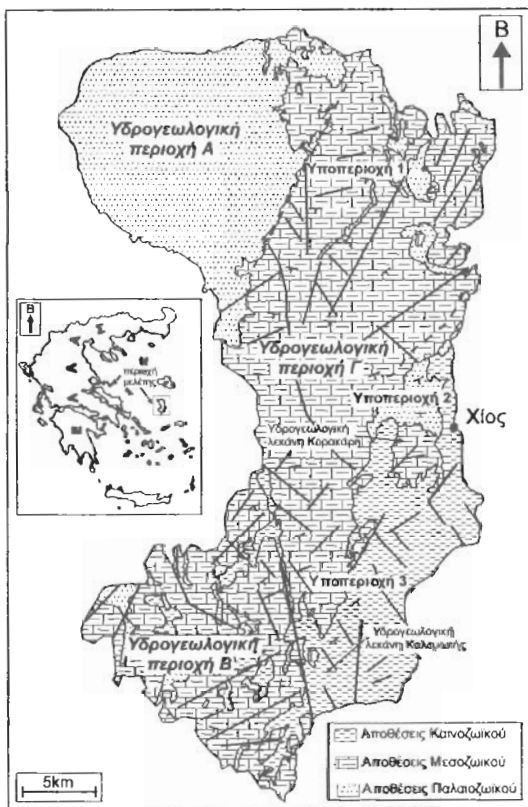 Β
Υδρογεωλογική
περιοχή Α
Υποπεριοχή 1
Β
περιοχή
μελέτης
Υδρογεωλογική
περιοχή Γ
Υποπεριοχή 2
Χίος
Υδρογεωλογική
λεκάνη Κορακάρη
Υποπεριοχή 3
Υδρογεωλογική
περιοχή Β
Υδρογεωλογική
λεκάνη Καλαμωτής
Αποθέσεις Καινοζωικού
Αποθέσεις Μεσοζωικού
Αποθέσεις Παλαιοζωικού
5km